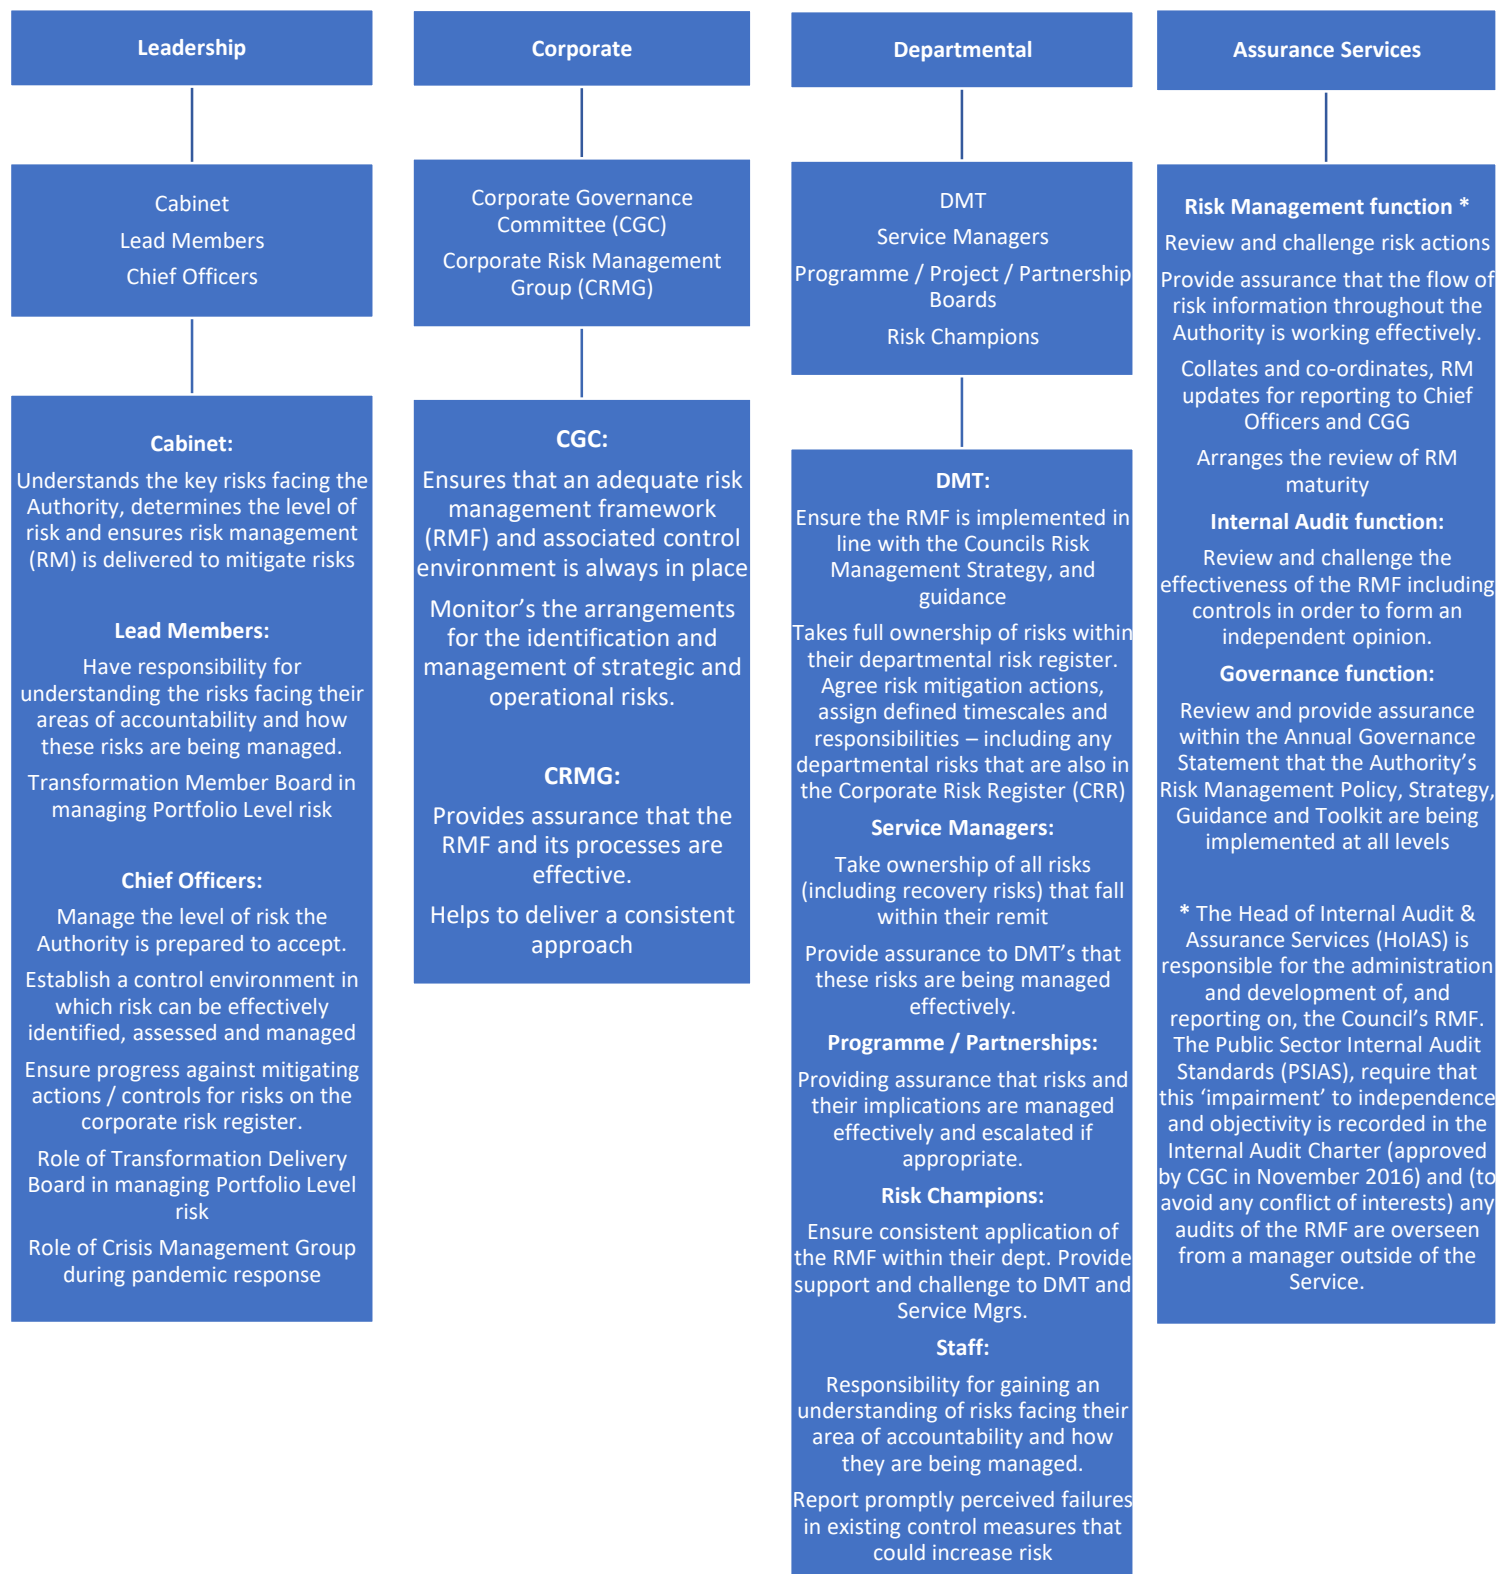 Leadership
Cabinet
Lead Members
Chief Officers
Cabinet:
Understands the key risks facing the
Authority, determines the level of
risk and ensures risk management
(RM) is delivered to mitigate risks
Lead Members:
Have responsibility for
understanding the risks facing their
areas of accountability and how
these risks are being managed.
Transformation Member Board in
managing Portfolio Level risk
Chief Officers:
Manage the level of risk the
Authority is prepared to accept.
Establish a control environment in
which risk can be effectively
identified, assessed and managed
Ensure progress against mitigating
actions / controls for risks on the
corporate risk register.
Role of Transformation Delivery
Board in managing Portfolio Level
risk
Role of Crisis Management Group
during pandemic response
Corporate
Corporate Governance
Committee (CGC)
Corporate Risk Management
Group (CRMG)
CGC:
Ensures that an adequate risk
management framework
(RMF) and associated control
environment is always in place
Monitor’s the arrangements
for the identification and
management of strategic and
operational risks.
CRMG:
Provides assurance that the
RMF and its processes are
effective.
Helps to deliver a consistent
approach
Departmental
DMT
Service Managers
Programme / Project / Partnership
Boards
Risk Champions
DMT:
Ensure the RMF is implemented in
line with the Councils Risk
Management Strategy, and
guidance
Takes full ownership of risks within
their departmental risk register.
Agree risk mitigation actions,
assign defined timescales and
responsibilities – including any
departmental risks that are also in
the Corporate Risk Register (CRR)
Service Managers:
Take ownership of all risks
(including recovery risks) that fall
within their remit
Provide assurance to DMT’s that
these risks are being managed
effectively.
Programme / Partnerships:
Providing assurance that risks and
their implications are managed
effectively and escalated if
appropriate.
Risk Champions:
Ensure consistent application of
the RMF within their dept. Provide
support and challenge to DMT and
Service Mgrs.
Staff:
Responsibility for gaining an
understanding of risks facing their
area of accountability and how
they are being managed.
Report promptly perceived failures
in existing control measures that
could increase risk
Assurance Services
Risk Management function *
Review and challenge risk actions
Provide assurance that the flow of
risk information throughout the
Authority is working effectively.
Collates and co-ordinates, RM
updates for reporting to Chief
Officers and CGG
Arranges the review of RM
maturity
Internal Audit function:
Review and challenge the
effectiveness of the RMF including
controls in order to form an
independent opinion.
Governance function:
Review and provide assurance
within the Annual Governance
Statement that the Authority’s
Risk Management Policy, Strategy,
Guidance and Toolkit are being
implemented at all levels
* The Head of Internal Audit &
Assurance Services (HoIAS) is
responsible for the administration
and development of, and
reporting on, the Council’s RMF.
The Public Sector Internal Audit
Standards (PSIAS), require that
this ‘impairment’ to independence
and objectivity is recorded in the
Internal Audit Charter (approved
by CGC in November 2016) and (to
avoid any conflict of interests) any
audits of the RMF are overseen
from a manager outside of the
Service.